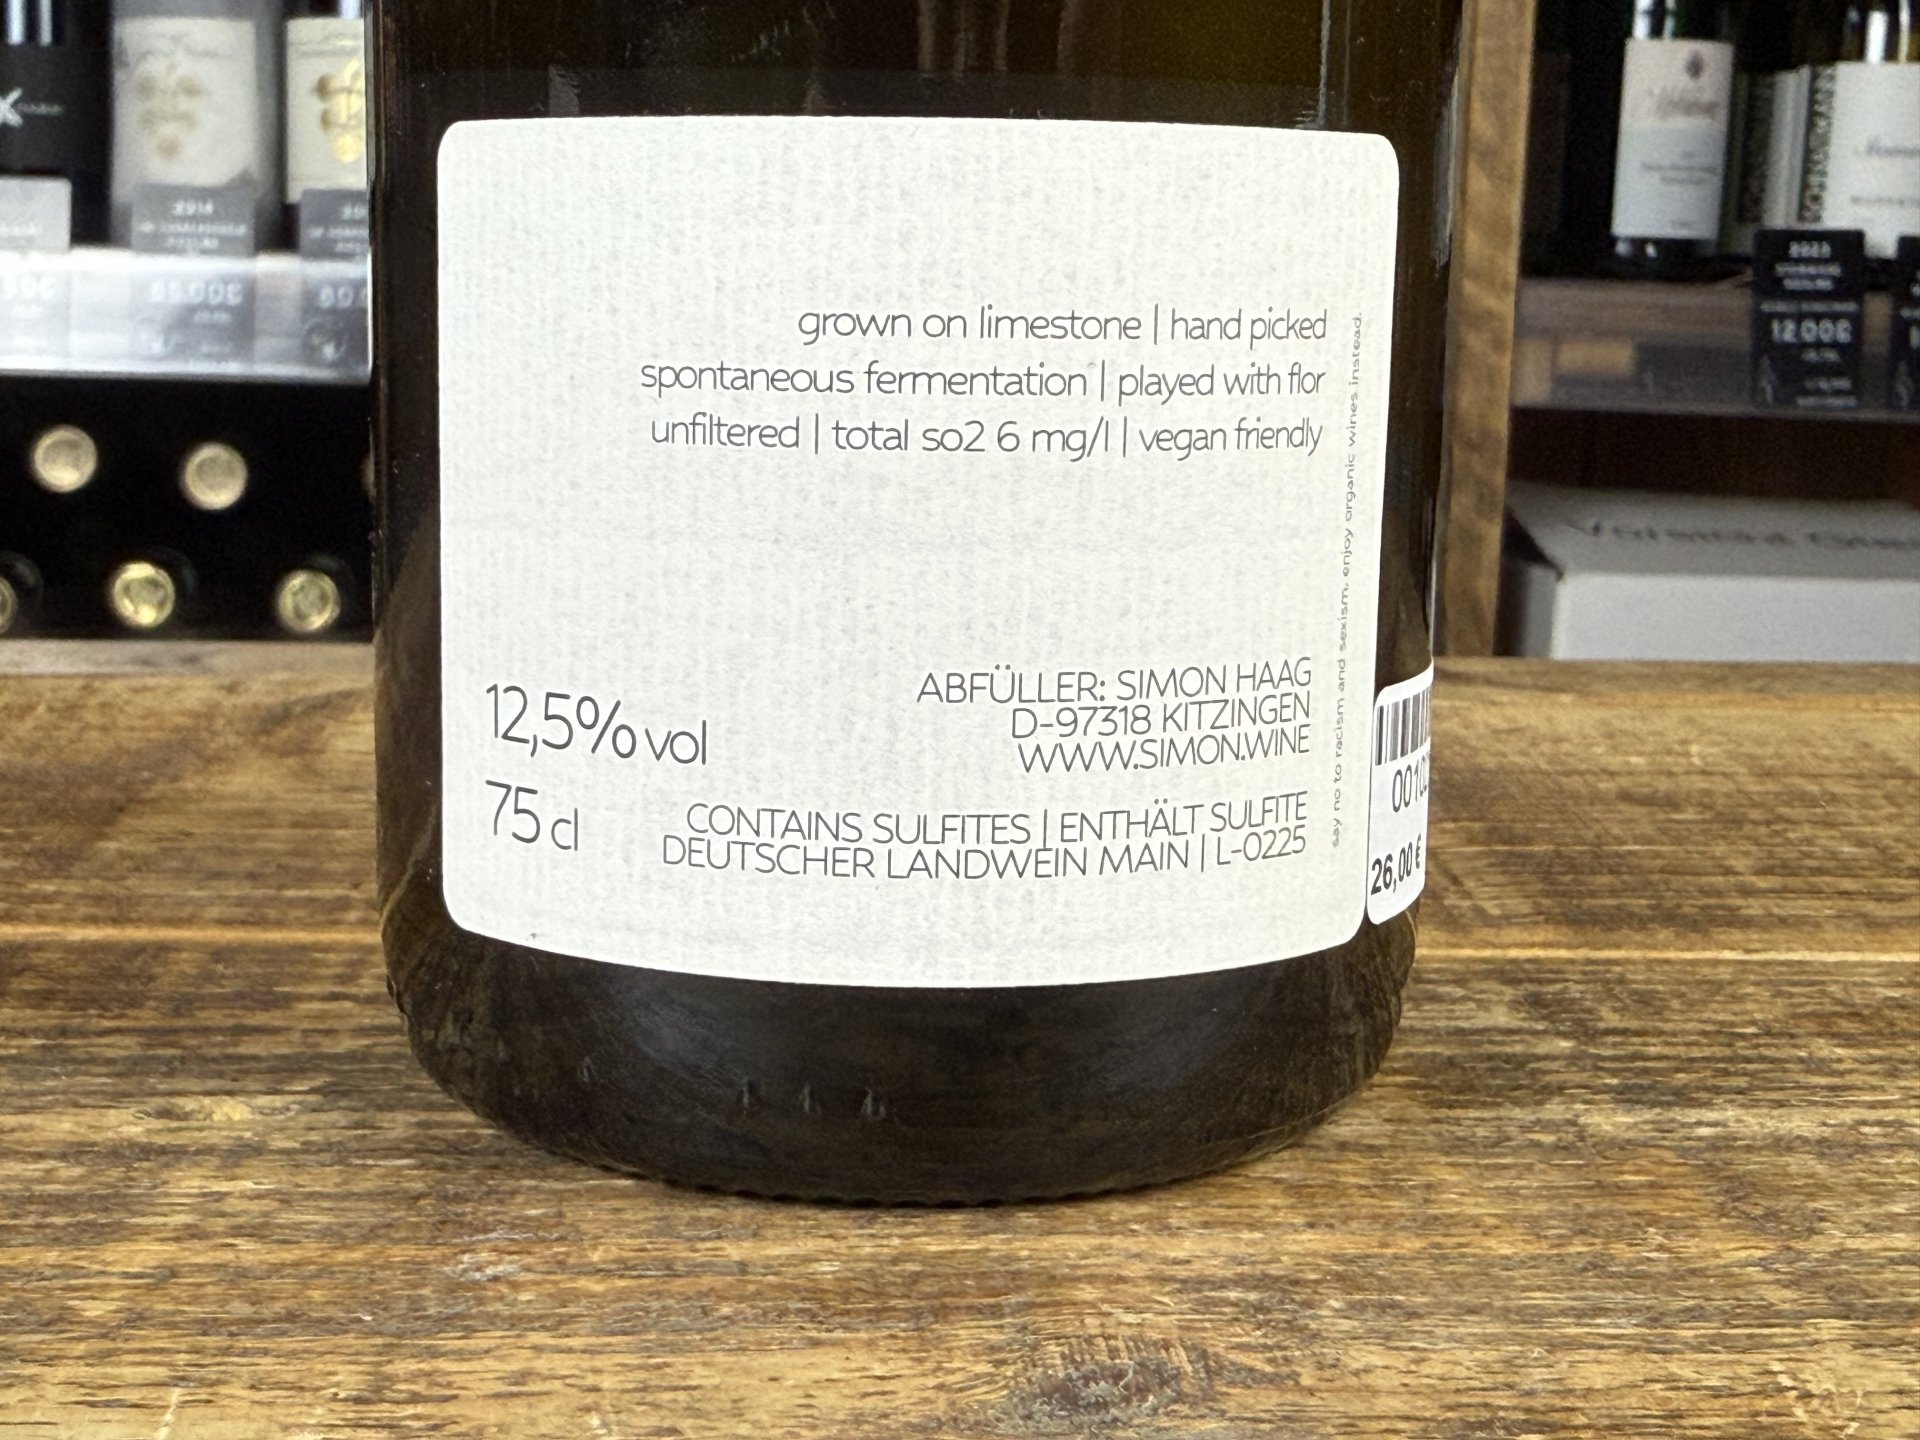 grown on limestone | hand picked
spontaneous fermentation | played with flor
unfiltered | total so2 6 mg/l | vegan friendly
say no to racism and sexism. enjoy organic wines instead.
12,5% vol
75 cl
ABFÜLLER: SIMON HAAG
D-97318 KITZINGEN
WWW.SIMON.WINE
CONTAINS SULFITES | ENTHÄLT SULFITE
DEUTSCHER LANDWEIN MAIN | L-0225
26,00 €
12.00€